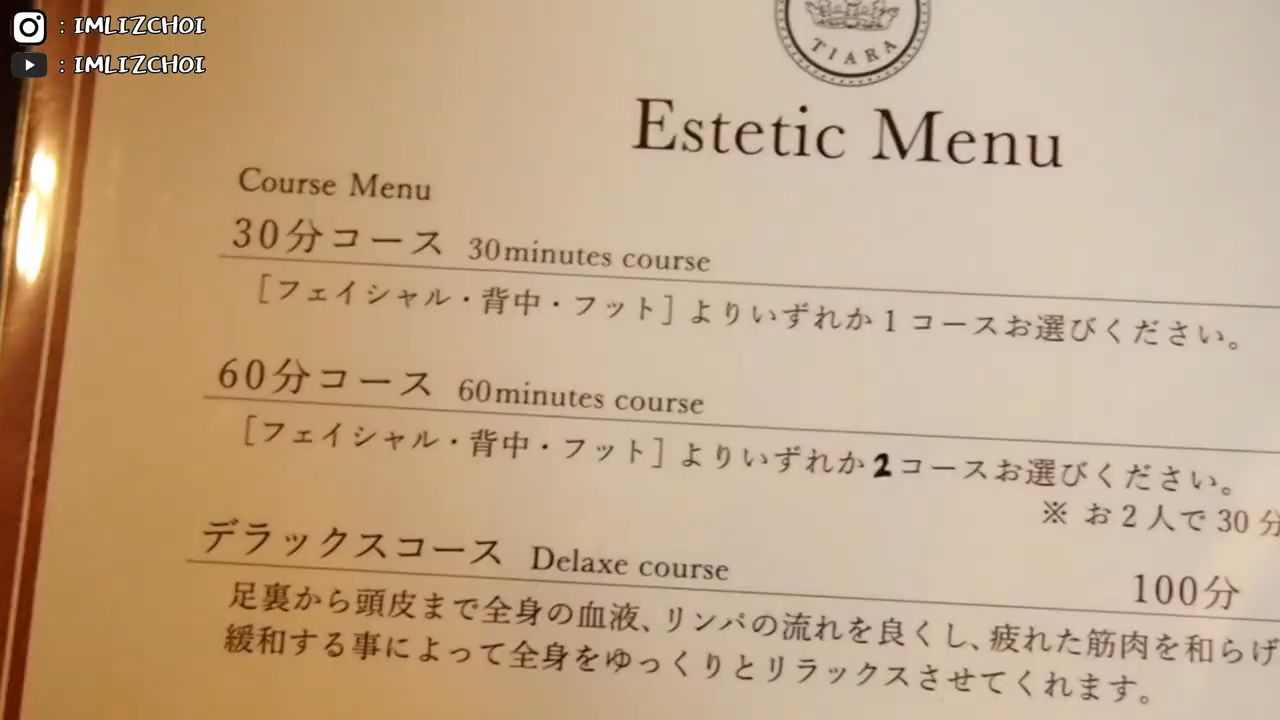 : IMLIZCHOI
: IMLIZCHOI
TIARA
Estetic Menu
Course Menu
30分コース 30minutes course
[フェイシャル・背中・フット]よりいずれか1コースお選びください。
60分コース 60minutes course
[フェイシャル・背中・フット]よりいずれか2コースお選びください。
※ お2人で30分
デラックスコース Delaxe course 100分
足裏から頭皮まで全身の血液、リンパの流れを良くし、疲れた筋肉を和らげ
緩和する事によって全身をゆっくりとリラックスさせてくれます。